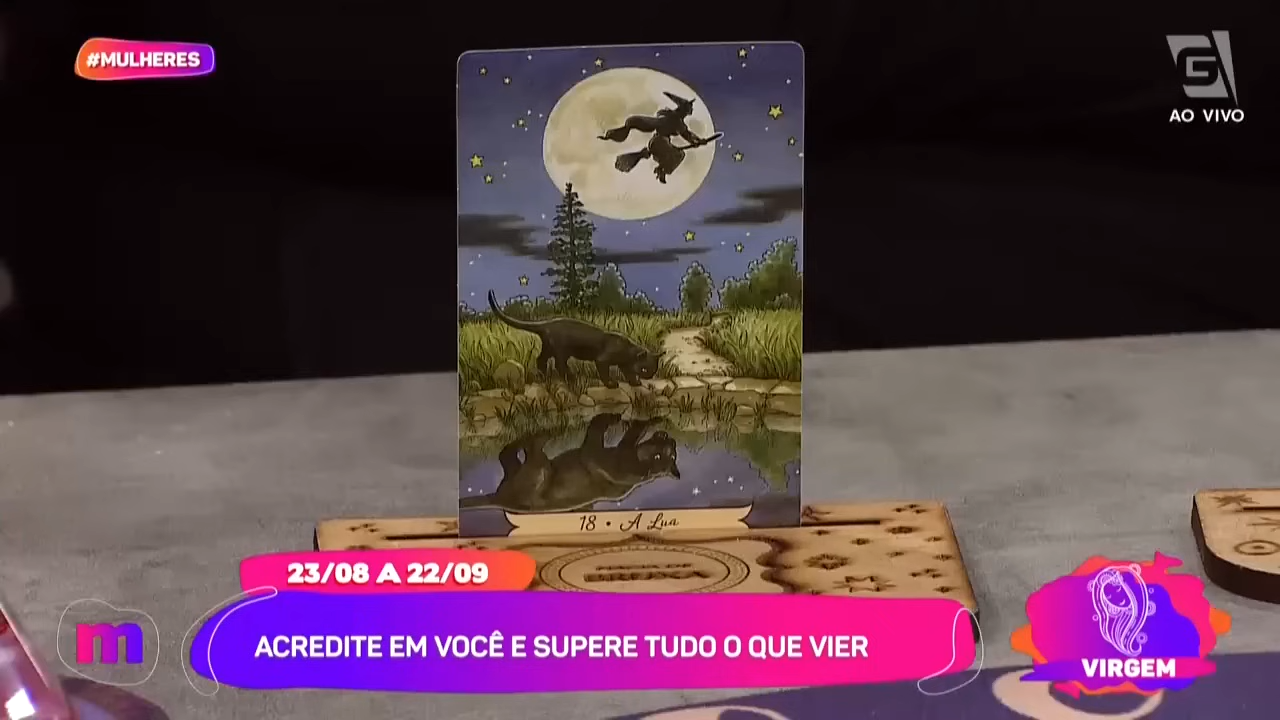 #MULHERES
G
AO VIVO
18 • A Lua
23/08 A 22/09
m
ACREDITE EM VOCÊ E SUPERE TUDO O QUE VIER
VIRGEM